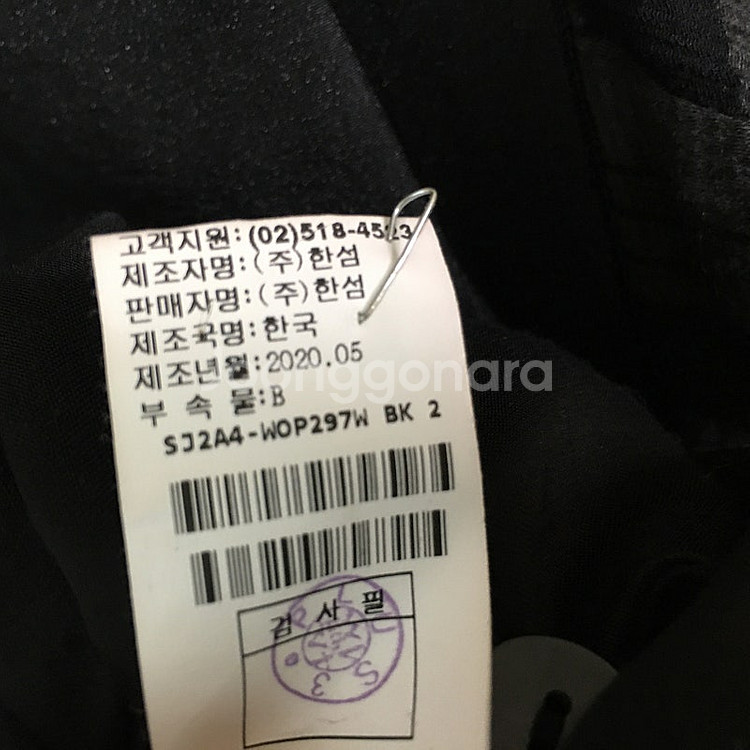 고객지원:(02)518-4523
제조자명:(주)한섬
판매자명:(주)한섬
제조국명:한국
제조년월:2020.05
부 속 물:B
SJ2A4-WOP297W BK 2
검 사 필